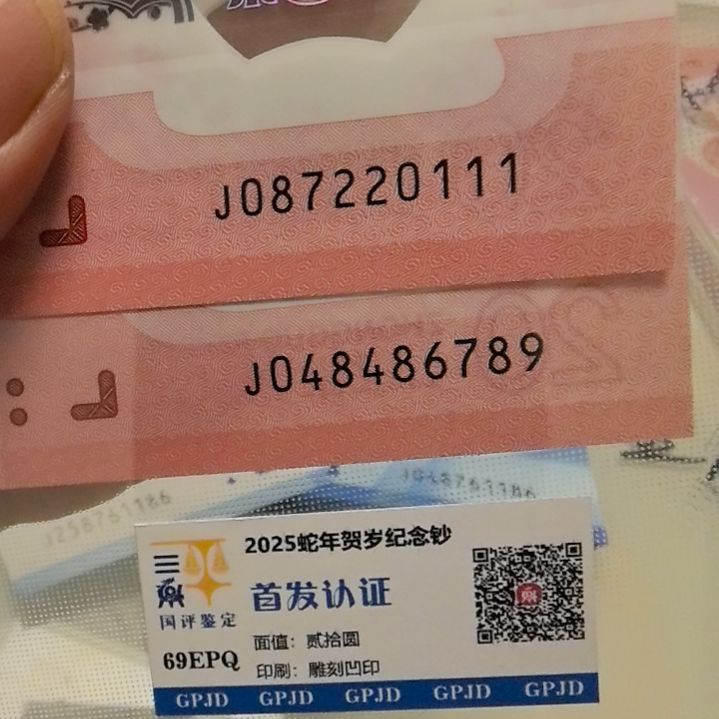 J087220111
J048486789
J258761186
2025蛇年贺岁纪念钞
首发认证
国评鉴定
面值：贰拾圆
69EPQ
印刷：雕刻凹印
GPJD GPJD GPJD GPJD GPJD